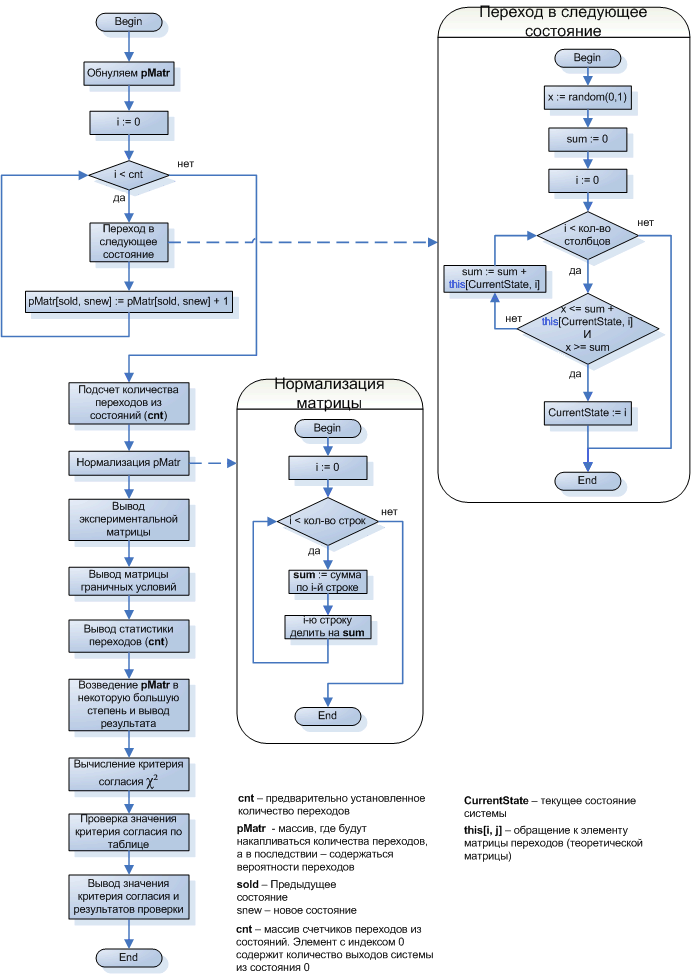 Begin
Обнуляем pMatr
i := 0
i < cnt
нет
да
Переход в
следующее
состояние
pMatr[sold, snew] := pMatr[sold, snew] + 1
Подсчет количества
переходов из
состояний (cnt)
Нормализация pMatr
Вывод
экспериментальной
матрицы
Вывод матрицы
граничных условий
Вывод статистики
переходов (cnt)
Возведение pMatr в
некоторую большую
степень и вывод
результата
Вычисление критерия
согласия χ²
Проверка значения
критерия согласия по
таблице
Вывод значения
критерия согласия и
результатов проверки
End
Переход в следующее
состояние
Begin
x := random(0,1)
sum := 0
i := 0
i < кол-во
столбцов
нет
да
sum := sum +
this[CurrentState, i]
x <= sum +
this[CurrentState, i]
И
x >= sum
нет
да
CurrentState := i
End
Нормализация
матрицы
Begin
i := 0
i < кол-во строк
нет
да
sum := сумма
по i-й строке
i-ю строку
делить на sum
End
cnt – предварительно установленное
количество переходов
pMatr - массив, где будут
накапливаться количества переходов,
а в последствии – содержаться
вероятности переходов
sold – Предыдущее
состояние
snew – новое состояние
cnt – массив счетчиков переходов из
состояний. Элемент с индексом 0
содержит количество выходов системы
из состояния 0
CurrentState – текущее состояние
системы
this[i, j] – обращение к элементу
матрицы переходов (теоретической
матрицы)